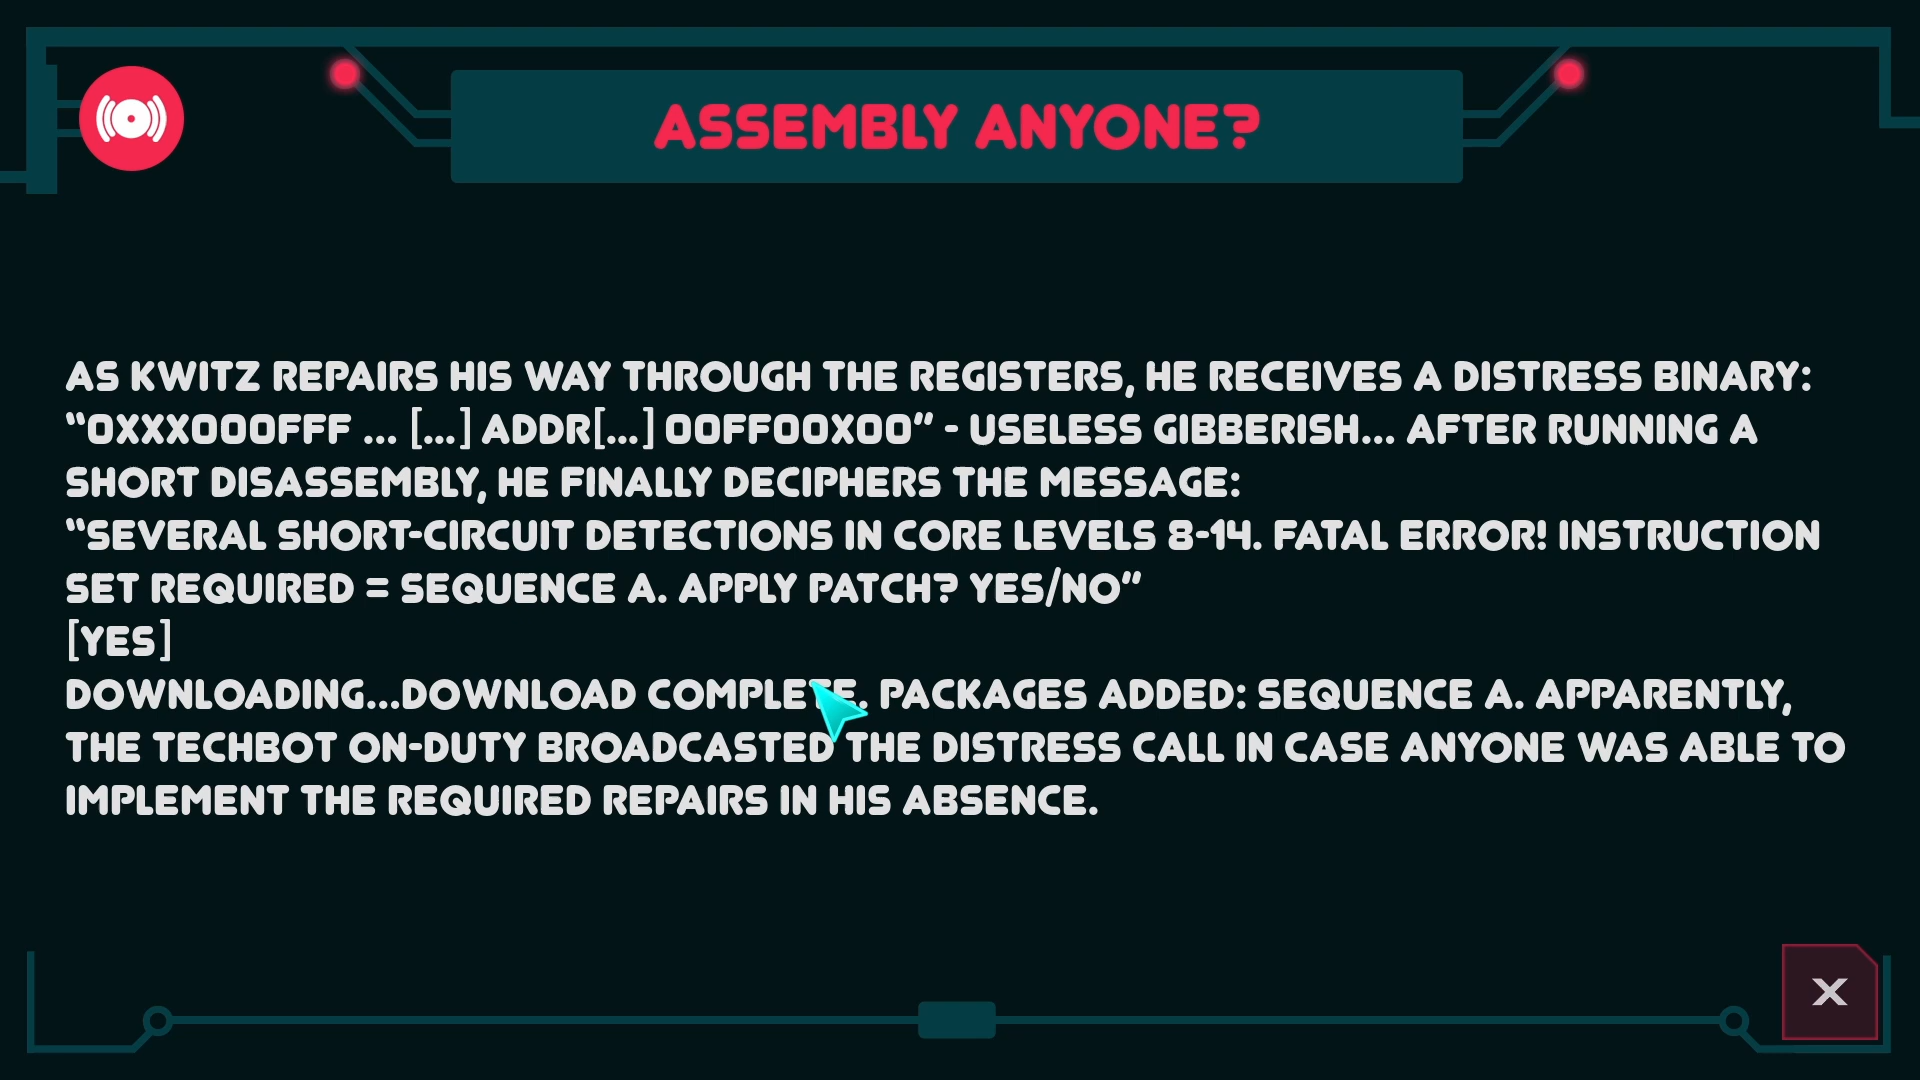 ASSEMBLY ANYONE?
AS KWITZ REPAIRS HIS WAY THROUGH THE REGISTERS, HE RECEIVES A DISTRESS BINARY:
“0XXX000FFF ... [...] ADDR[...] 00FF00X00” - USELESS GIBBERISH... AFTER RUNNING A
SHORT DISASSEMBLY, HE FINALLY DECIPHERS THE MESSAGE:
“SEVERAL SHORT-CIRCUIT DETECTIONS IN CORE LEVELS 8-14. FATAL ERROR! INSTRUCTION
SET REQUIRED = SEQUENCE A. APPLY PATCH? YES/NO”
[YES]
DOWNLOADING...DOWNLOAD COMPLETE. PACKAGES ADDED: SEQUENCE A. APPARENTLY,
THE TECHBOT ON-DUTY BROADCASTED THE DISTRESS CALL IN CASE ANYONE WAS ABLE TO
IMPLEMENT THE REQUIRED REPAIRS IN HIS ABSENCE.
X